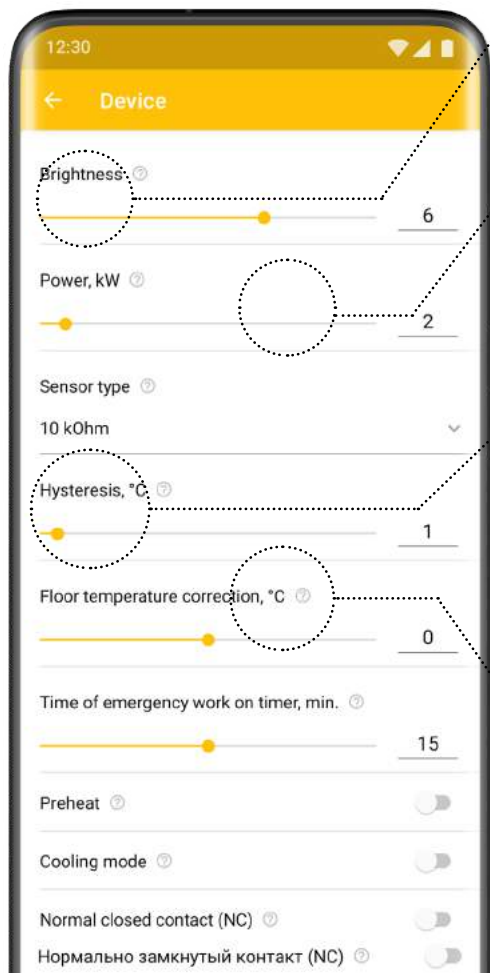 12:30
Device
Brightness
6
Power, kW
2
Sensor type
10 kOhm
Hysteresis, °C
1
Floor temperature correction, °C
0
Time of emergency work on timer, min.
15
Preheat
Cooling mode
Normal closed contact (NC)
Нормально замкнутый контакт (NC)